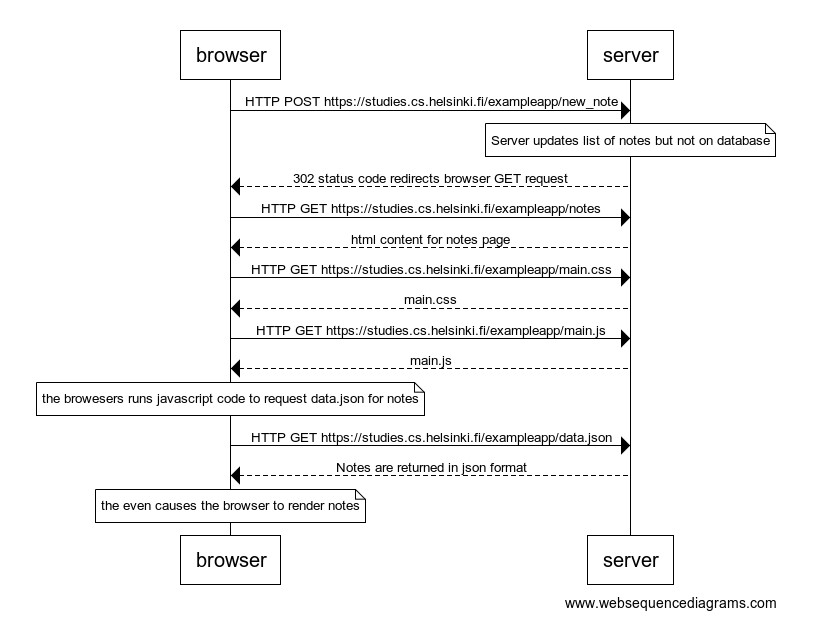 browser
server
HTTP POST https://studies.cs.helsinki.fi/exampleapp/new_note
Server updates list of notes but not on database
302 status code redirects browser GET request
HTTP GET https://studies.cs.helsinki.fi/exampleapp/notes
html content for notes page
HTTP GET https://studies.cs.helsinki.fi/exampleapp/main.css
main.css
HTTP GET https://studies.cs.helsinki.fi/exampleapp/main.js
main.js
the browesers runs javascript code to request data.json for notes
HTTP GET https://studies.cs.helsinki.fi/exampleapp/data.json
Notes are returned in json format
the even causes the browser to render notes
browser
server
www.websequencediagrams.com